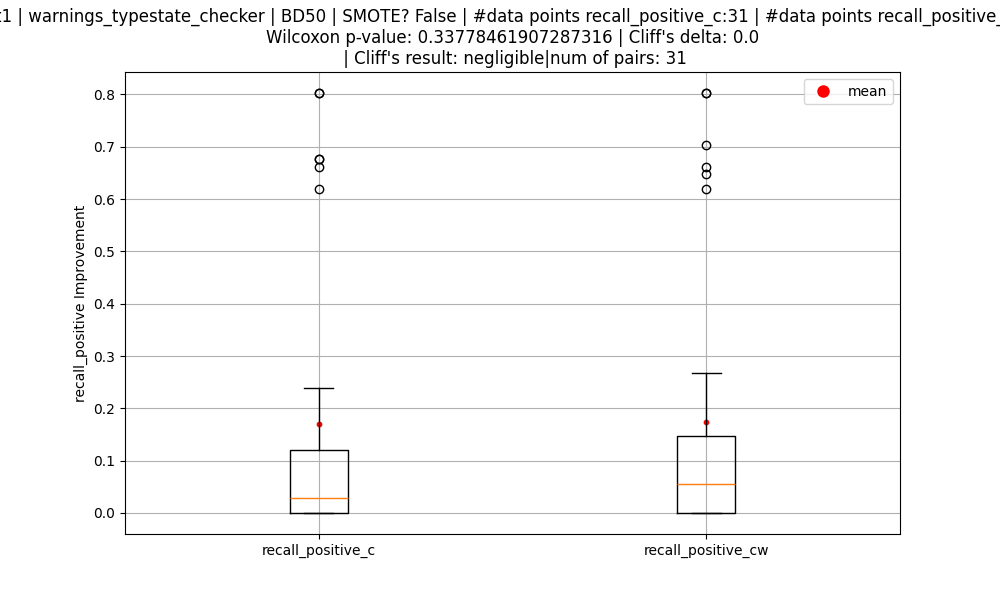 :1 | warnings_typestate_checker | BD50 | SMOTE? False | #data points recall_positive_c:31 | #data points recall_positive_
Wilcoxon p-value: 0.33778461907287316 | Cliff's delta: 0.0
| Cliff's result: negligible|num of pairs: 31
mean
0.8
0.7
0.6
0.5
0.4
0.3
0.2
0.1
0.0
recall_positive Improvement
recall_positive_c
recall_positive_cw